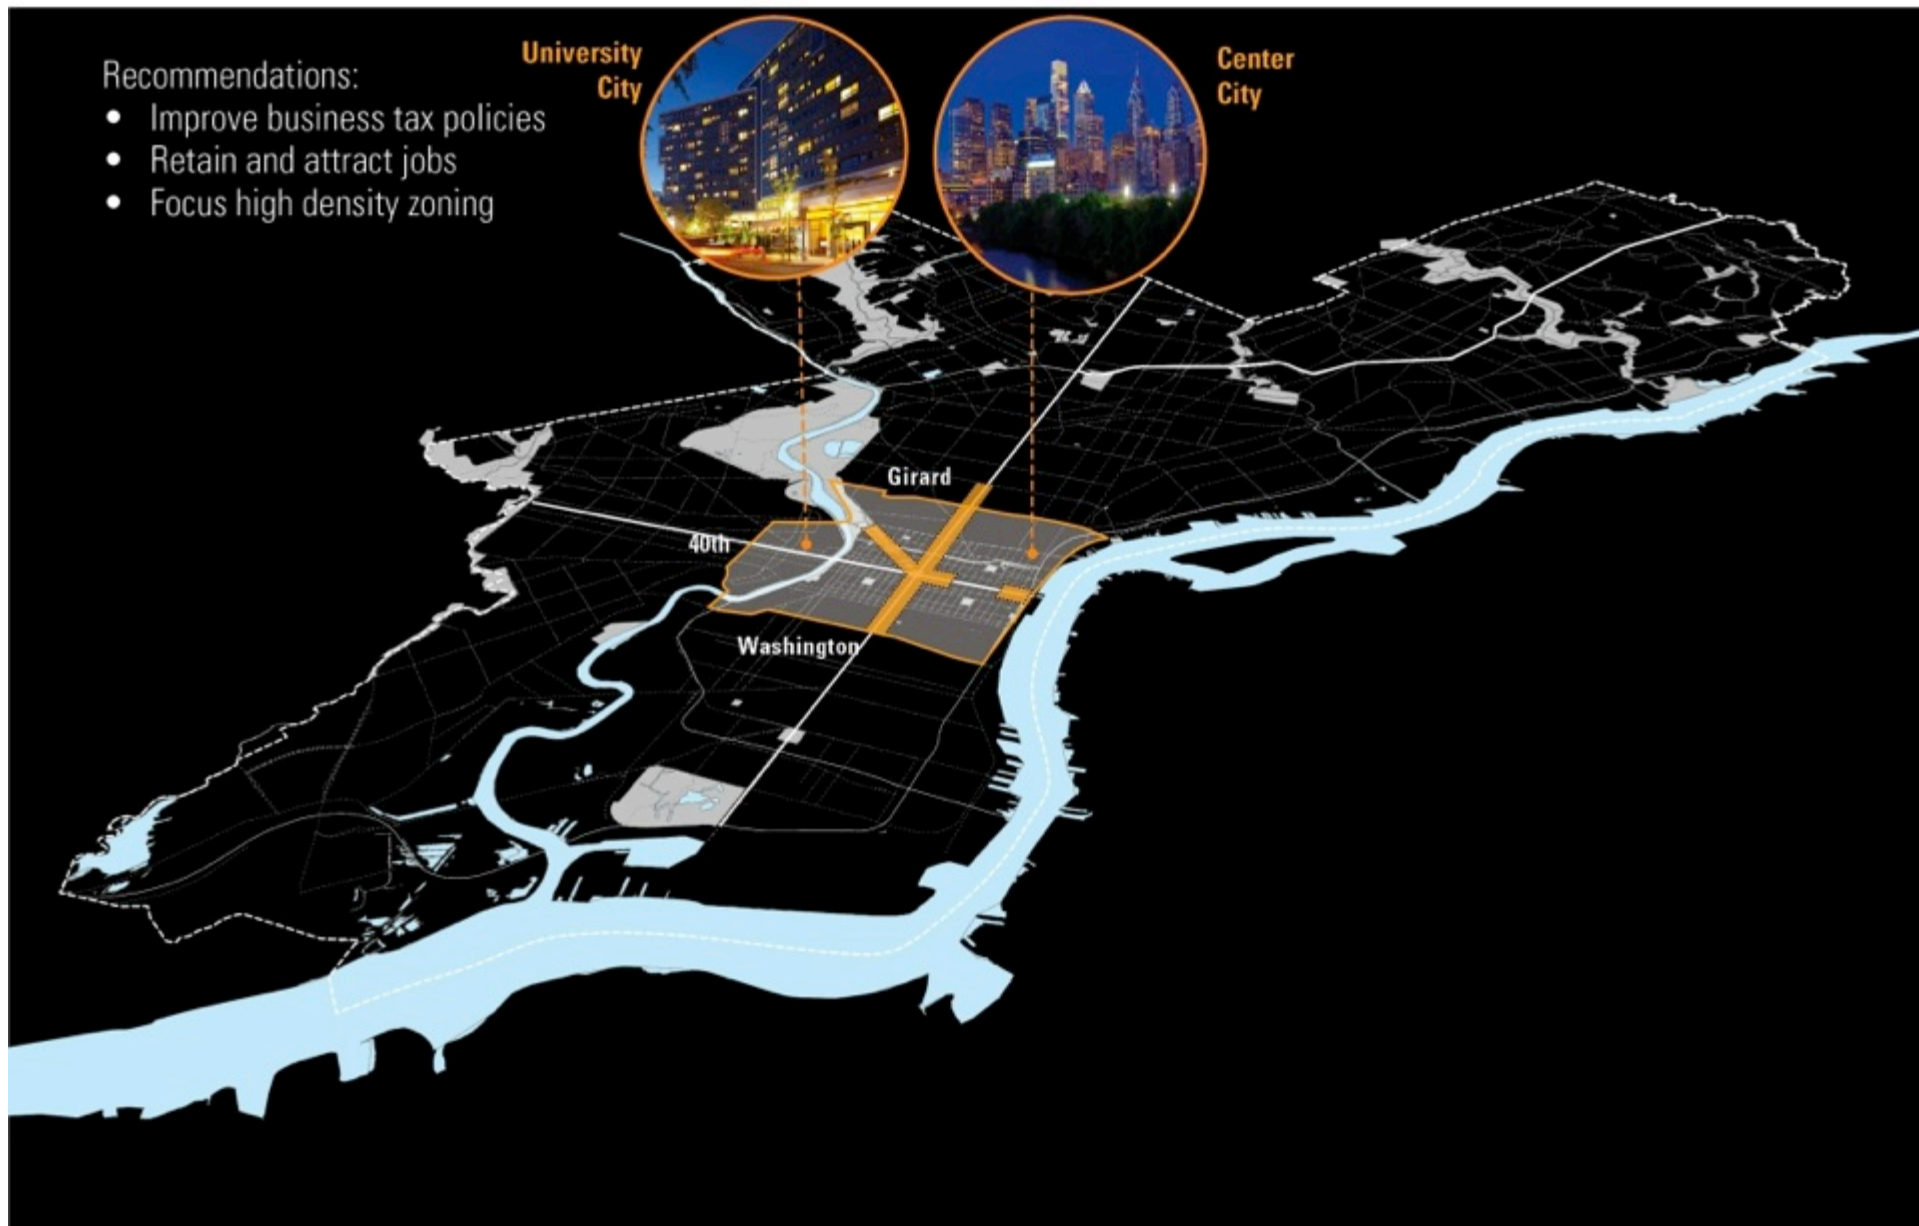 Recommendations:
• Improve business tax policies
• Retain and attract jobs
• Focus high density zoning
University
City
Center
City
Girard
40th
Washington